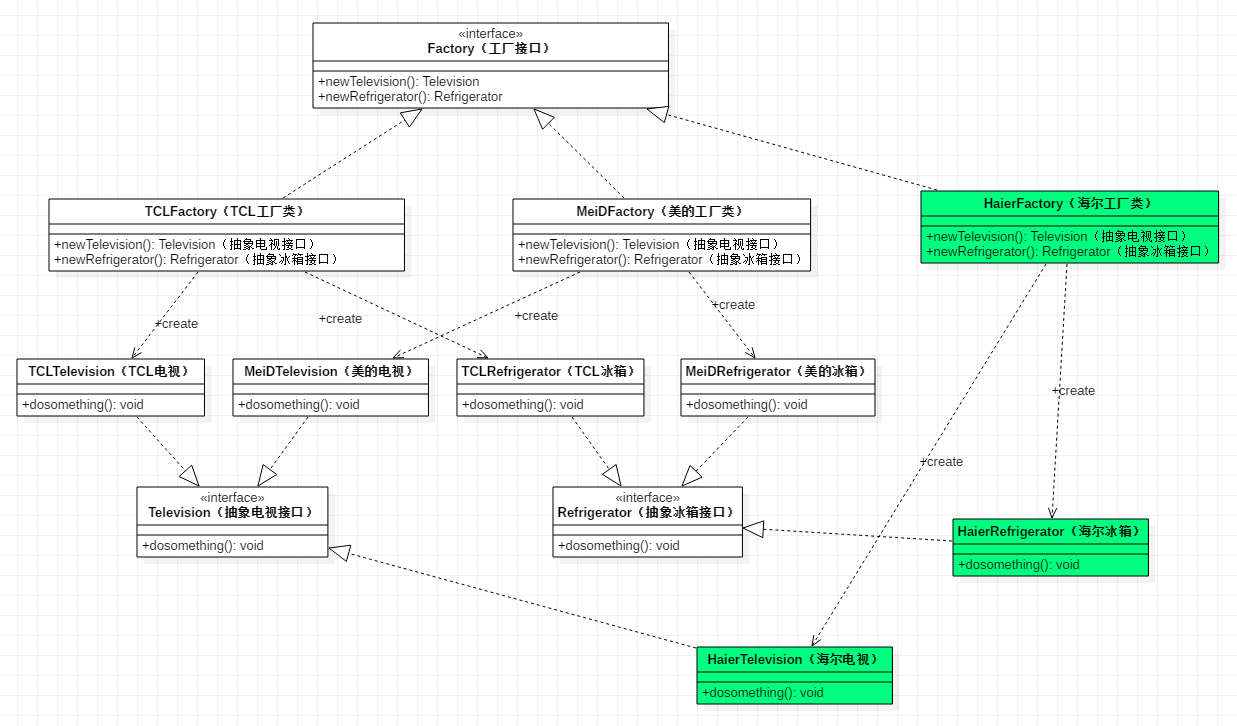 «interface»
Factory（工厂接口）
+newTelevision(): Television
+newRefrigerator(): Refrigerator
TCLFactory（TCL工厂类）
+newTelevision(): Television（抽象电视接口）
+newRefrigerator(): Refrigerator（抽象冰箱接口）
MeiDFactory（美的工厂类）
+newTelevision(): Television（抽象电视接口）
+newRefrigerator(): Refrigerator（抽象冰箱接口）
HaierFactory（海尔工厂类）
+newTelevision(): Television（抽象电视接口）
+newRefrigerator(): Refrigerator（抽象冰箱接口）
+create
+create
+create
+create
TCLTelevision（TCL电视）
+dosomething(): void
MeiDTelevision（美的电视）
+dosomething(): void
TCLRefrigerator（TCL冰箱）
+dosomething(): void
MeiDRefrigerator（美的冰箱）
+dosomething(): void
+create
+create
«interface»
Television（抽象电视接口）
+dosomething(): void
«interface»
Refrigerator（抽象冰箱接口）
+dosomething(): void
HaierRefrigerator（海尔冰箱）
+dosomething(): void
HaierTelevision（海尔电视）
+dosomething(): void